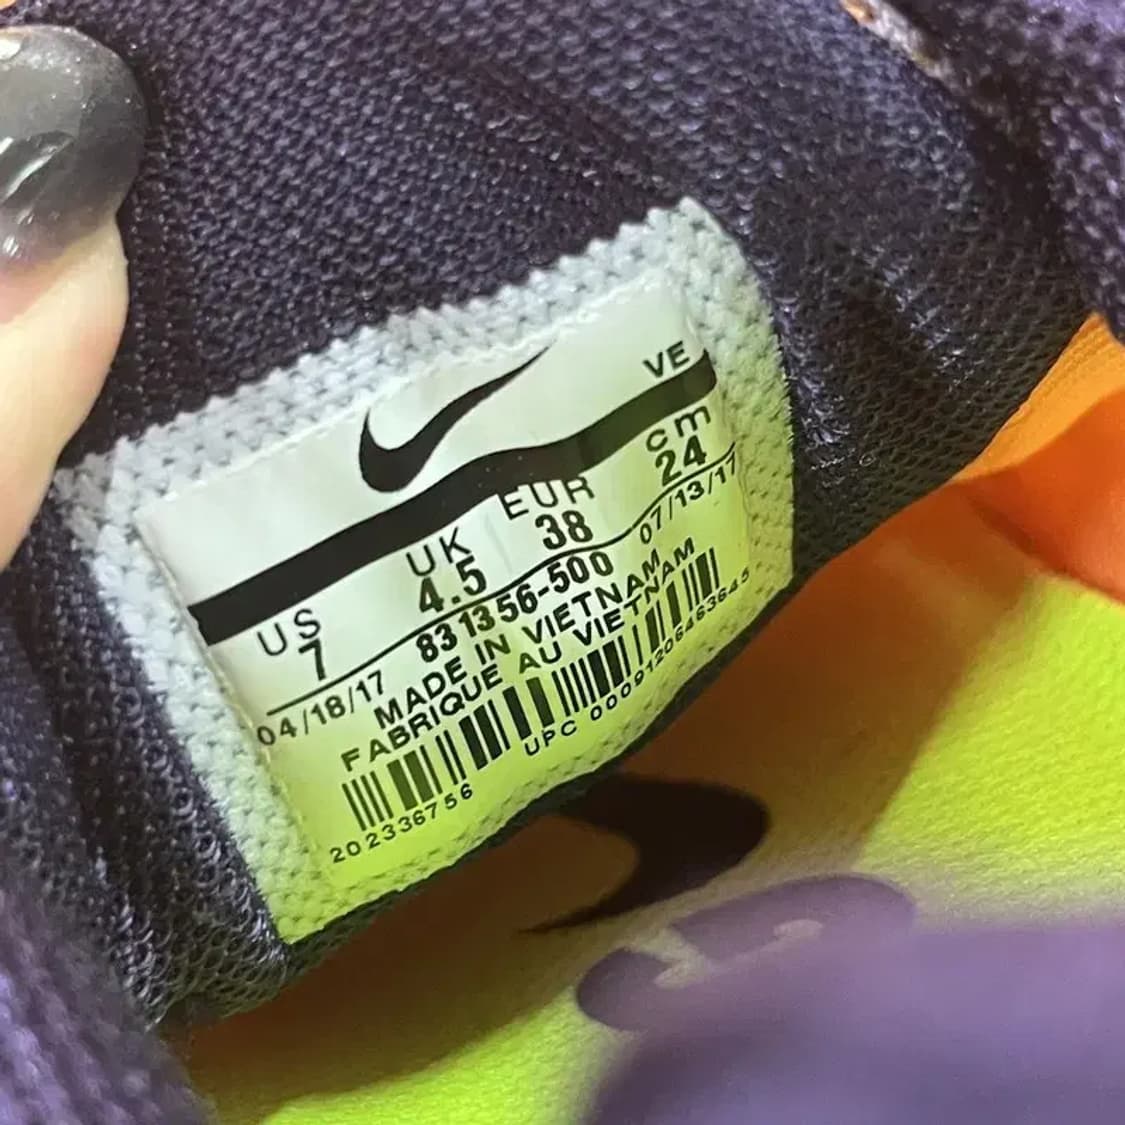 VE
US UK EUR cm
7 4.5 38 24
04/18/17 831356-500 07/13/17
MADE IN VIETNAM
FABRIQUE AU VIETNAM
202336756 UPC 00091206463645